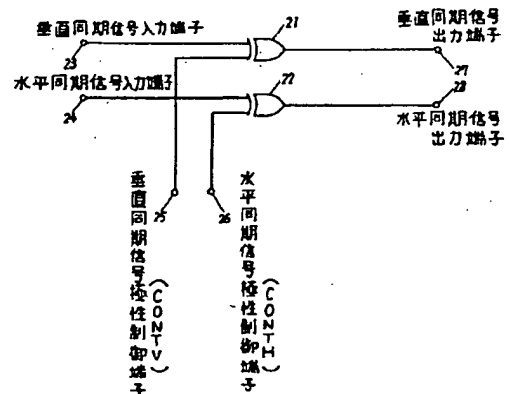 垂直同期信号入力端子
23
水平同期信号入力端子
24
21
22
垂直同期信号
出力端子
27
28
水平同期信号
出力端子
25
26
垂直同期信号極性制御端子
(CONTV)
水平同期信号極性制御端子
(CONTH)